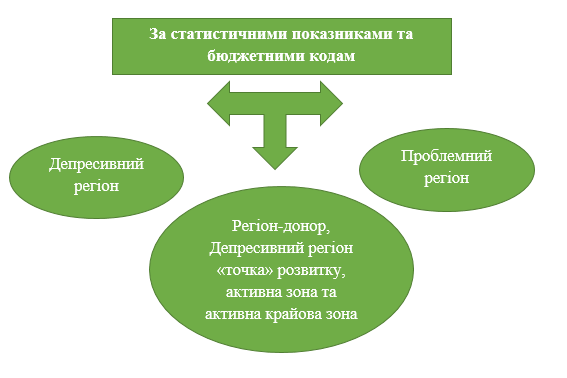 За статистичними показниками та
бюджетними кодам
Депресивний
регіон
Проблемний
регіон
Регіон-донор,
Депресивний регіон
«точка» розвитку,
активна зона та
активна крайова зона